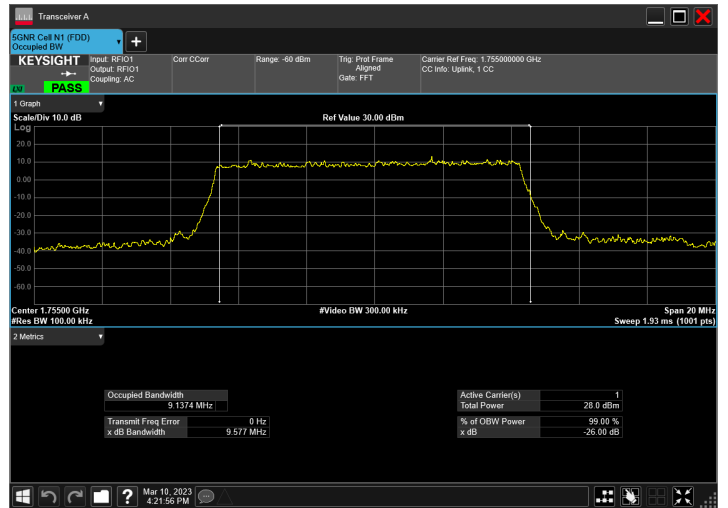 Transceiver A
5GNR Cell N1 (FDD)
Occupied BW
KEYSIGHT
LXI
PASS
Input: RFIO1
Output: RFIO1
Coupling: AC
Corr CCorr
Range: -60 dBm
Trig: Prot Frame
Aligned
Gate: FFT
Carrier Ref Freq: 1.755000000 GHz
CC Info: Uplink, 1 CC
1 Graph
Scale/Div 10.0 dB
Ref Value 30.00 dBm
Log
20.0
10.0
0.00
-10.0
-20.0
-30.0
-40.0
-50.0
-60.0
Center 1.75500 GHz
#Video BW 300.00 kHz
Span 20 MHz
#Res BW 100.00 kHz
Sweep 1.93 ms (1001 pts)
2 Metrics
Occupied Bandwidth
9.1374 MHz
Transmit Freq Error 0 Hz
x dB Bandwidth 9.577 MHz
Active Carrier(s) 1
Total Power 28.0 dBm
% of OBW Power 99.00 %
x dB -26.00 dB
Mar 10, 2023
4:21:56 PM